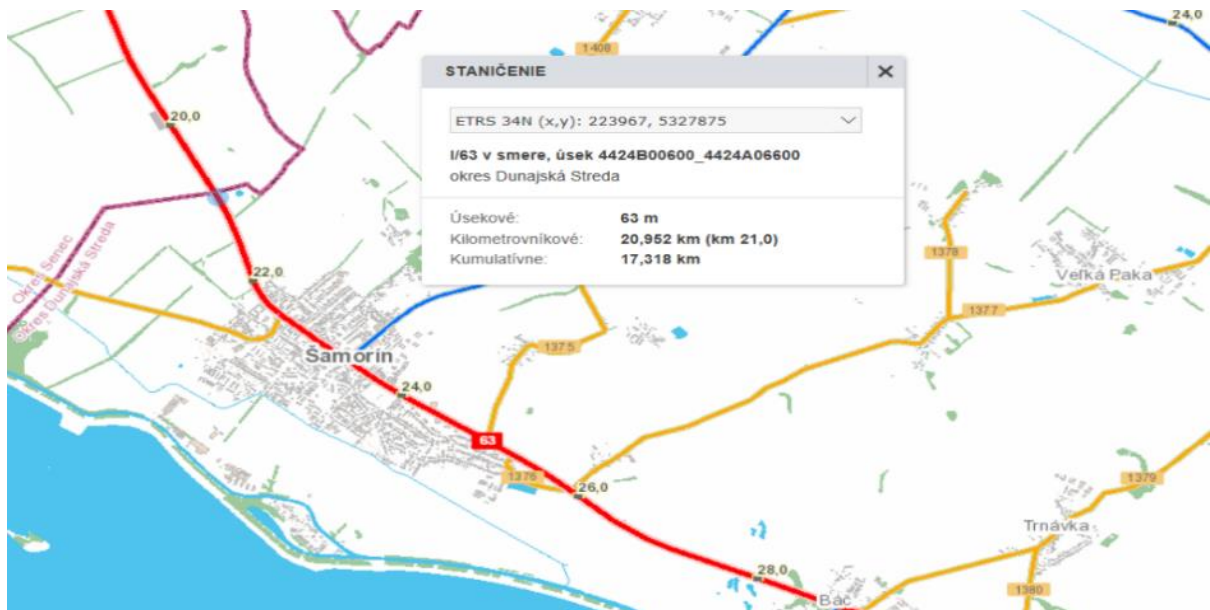 24,0
1408
STANIČENIE
ETRS 34N (x,y): 223967, 5327875
I/63 v smere, úsek 4424B00600_4424A06600
okres Dunajská Streda
Úsekové: 63 m
Kilometrovníkové: 20,952 km (km 21,0)
Kumulatívne: 17,318 km
20,0
Okres Senec
Okres Dunajská Streda
22,0
1378
Veľká Paka
1377
1375
Šamorín
24,0
63
1376
26,0
1379
Trnávka
28,0
Báč
1380